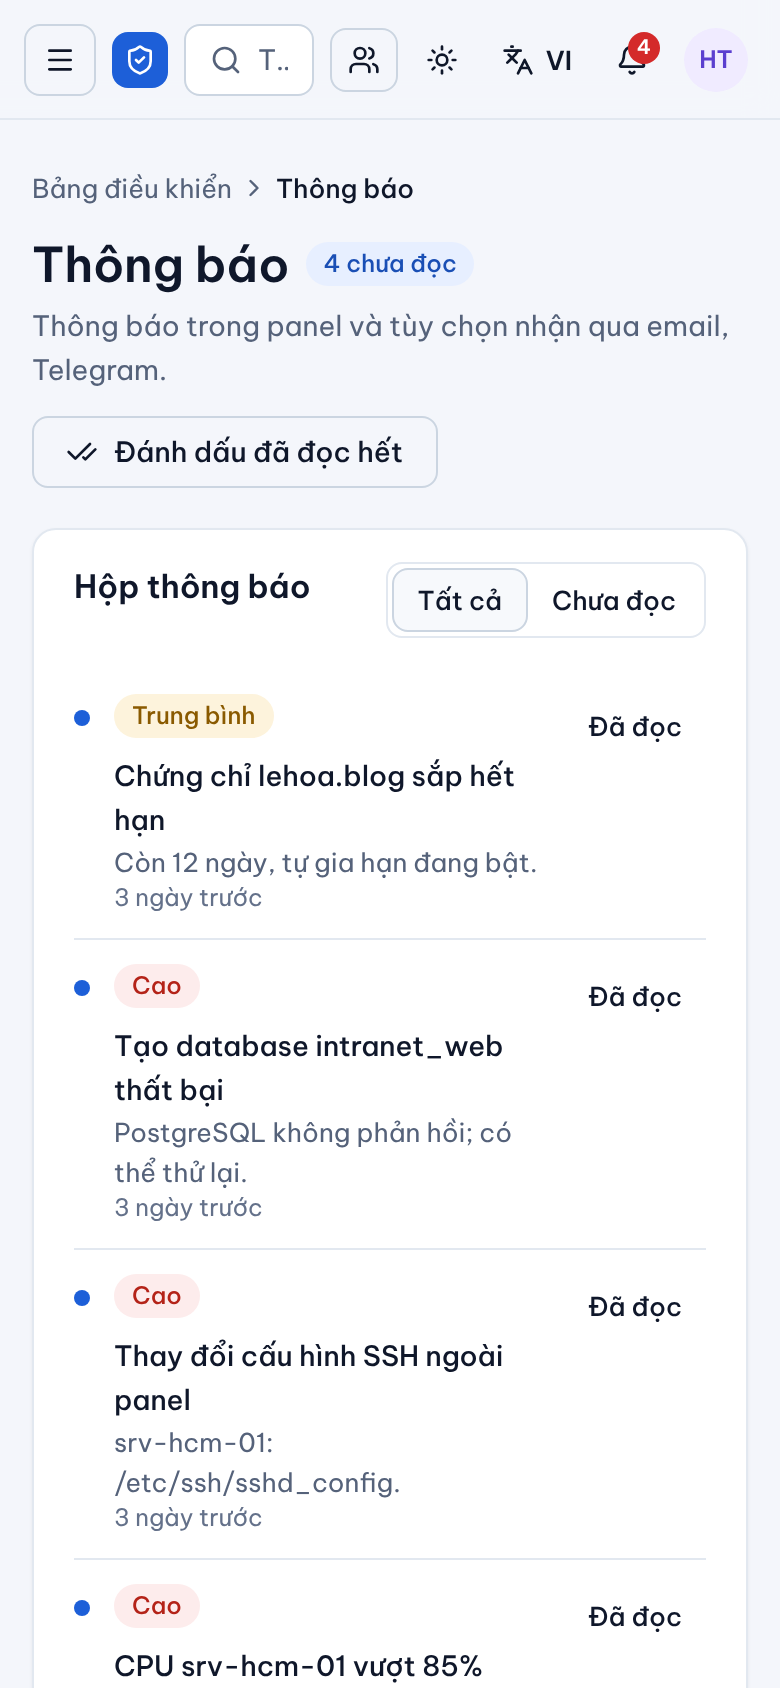 T..
VI
4
HT
Bảng điều khiển > Thông báo
Thông báo
4 chưa đọc
Thông báo trong panel và tùy chọn nhận qua email,
Telegram.
Đánh dấu đã đọc hết
Hộp thông báo
Tất cả
Chưa đọc
Trung bình
Đã đọc
Chứng chỉ lehoa.blog sắp hết
hạn
Còn 12 ngày, tự gia hạn đang bật.
3 ngày trước
Cao
Đã đọc
Tạo database intranet_web
thất bại
PostgreSQL không phản hồi; có
thể thử lại.
3 ngày trước
Cao
Đã đọc
Thay đổi cấu hình SSH ngoài
panel
srv-hcm-01:
/etc/ssh/sshd_config.
3 ngày trước
Cao
Đã đọc
CPU srv-hcm-01 vượt 85%